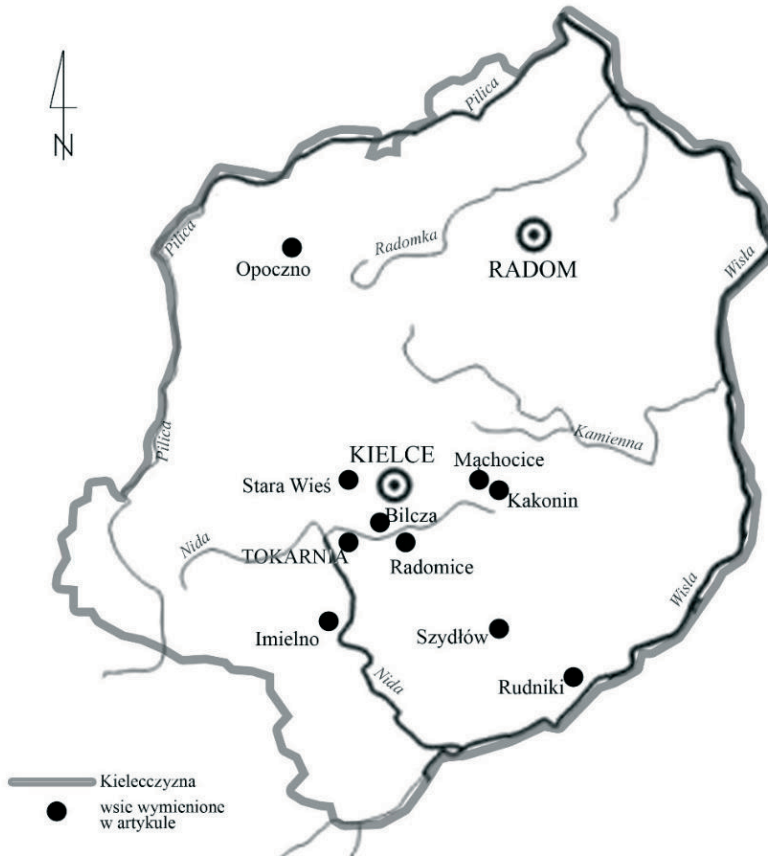 Pilica
N
Pilica
Radomka
Opoczno
RADOM
Wisła
Pilica
Kamienna
KIELCE
Machocice
Stara Wieś
Kakonin
Bilcza
Nida
TOKARNIA
Radomice
Wisła
Imielno
Szydłów
Nida
Rudniki
Kielecczyzna
wsie wymienione
w artykule